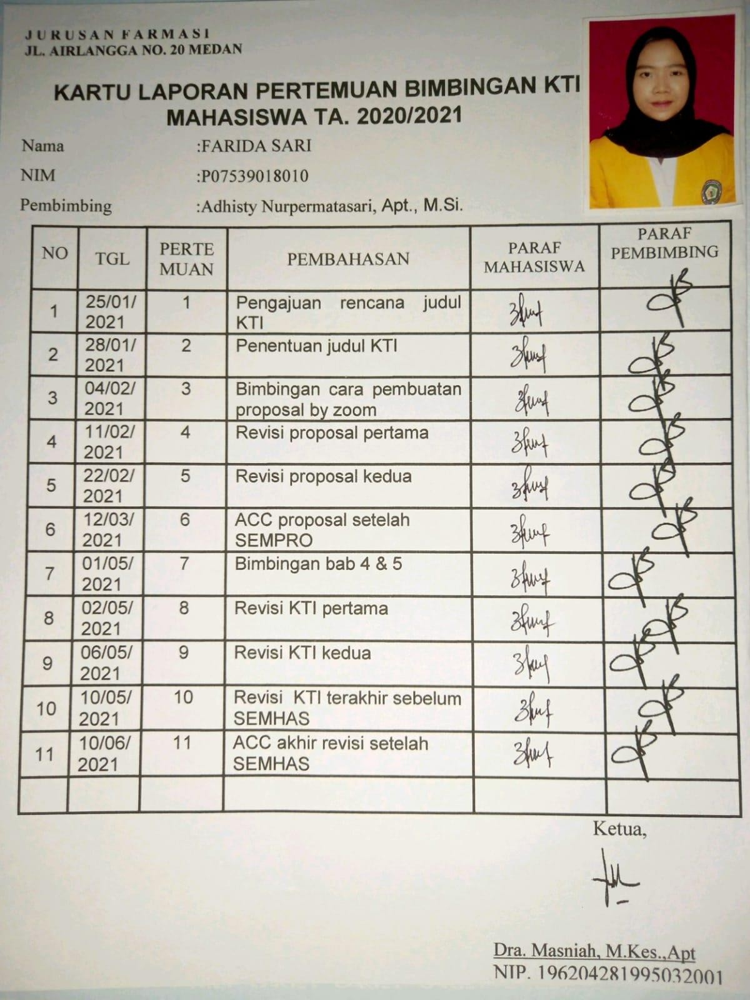 JURUSAN FARMASI
JL. AIRLANGGA NO. 20 MEDAN
KARTU LAPORAN PERTEMUAN BIMBINGAN KTI
MAHASISWA TA. 2020/2021
Nama :FARIDA SARI
NIM :P07539018010
Pembimbing :Adhisty Nurpermatasari, Apt., M.Si.
NO TGL PERTE MUAN PEMBAHASAN PARAF MAHASISWA PARAF PEMBIMBING
1 25/01/ 1 Pengajuan rencana judul
2021 KTI
2 28/01/ 2 Penentuan judul KTI
2021
3 04/02/ 3 Bimbingan cara pembuatan
2021 proposal by zoom
4 11/02/ 4 Revisi proposal pertama
2021
5 22/02/ 5 Revisi proposal kedua
2021
6 12/03/ 6 ACC proposal setelah
2021 SEMPRO
7 01/05/ 7 Bimbingan bab 4 & 5
2021
8 02/05/ 8 Revisi KTI pertama
2021
9 06/05/ 9 Revisi KTI kedua
2021
10 10/05/ 10 Revisi KTI terakhir sebelum
2021 SEMHAS
11 10/06/ 11 ACC akhir revisi setelah
2021 SEMHAS
Ketua,
Dra. Masniah, M.Kes.,Apt
NIP. 196204281995032001